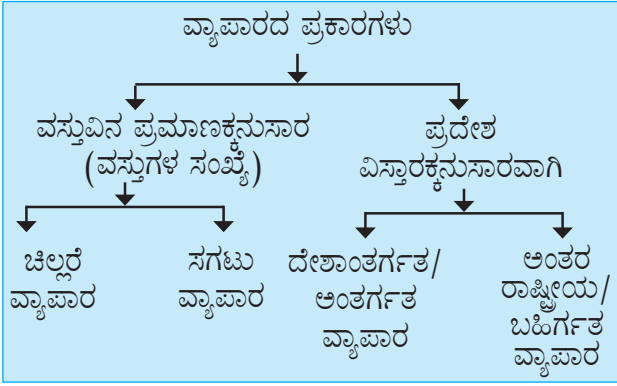 ವ್ಯಾಪಾರದ ಪ್ರಕಾರಗಳು
ವಸ್ತುವಿನ ಪ್ರಮಾಣಕ್ಕನುಸಾರ
(ವಸ್ತುಗಳ ಸಂಖ್ಯೆ)
ಪ್ರದೇಶ
ವಿಸ್ತಾರಕ್ಕನುಸಾರವಾಗಿ
ಚಿಲ್ಲರೆ
ವ್ಯಾಪಾರ
ಸಗಟು
ವ್ಯಾಪಾರ
ದೇಶಾಂತರ್ಗತ/
ಅಂತರ್ಗತ
ವ್ಯಾಪಾರ
ಅಂತರ
ರಾಷ್ಟ್ರೀಯ/
ಬಹಿರ್ಗತ
ವ್ಯಾಪಾರ